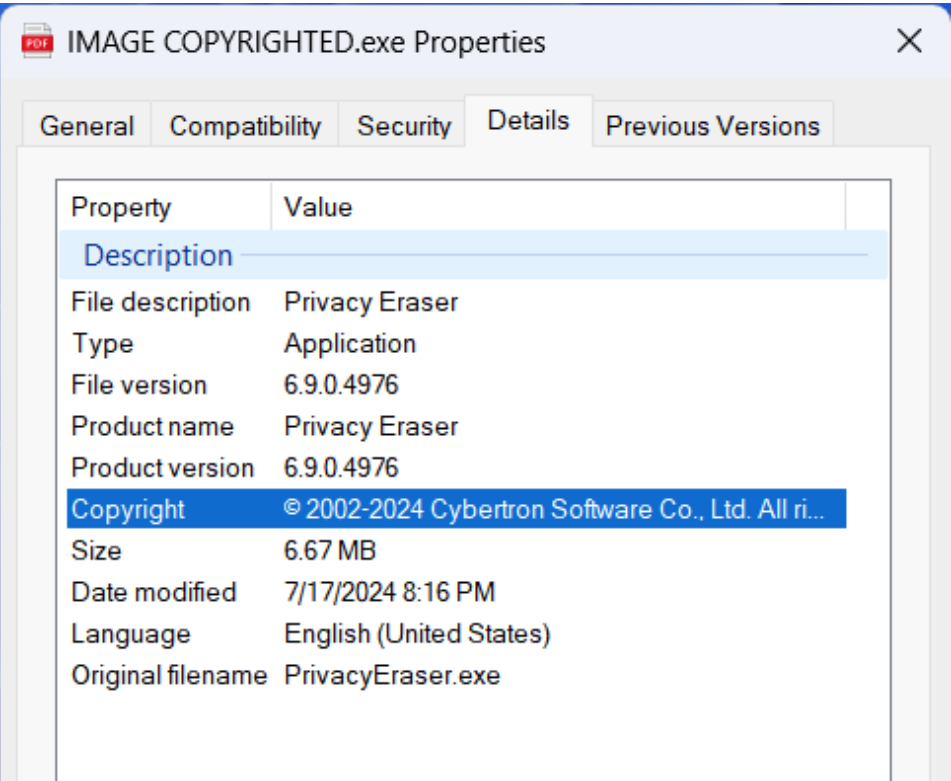 PDF IMAGE COPYRIGHTED.exe Properties
General Compatibility Security Details Previous Versions
Property Value
Description
File description Privacy Eraser
Type Application
File version 6.9.0.4976
Product name Privacy Eraser
Product version 6.9.0.4976
Copyright © 2002-2024 Cybertron Software Co., Ltd. All ri...
Size 6.67 MB
Date modified 7/17/2024 8:16 PM
Language English (United States)
Original filename PrivacyEraser.exe